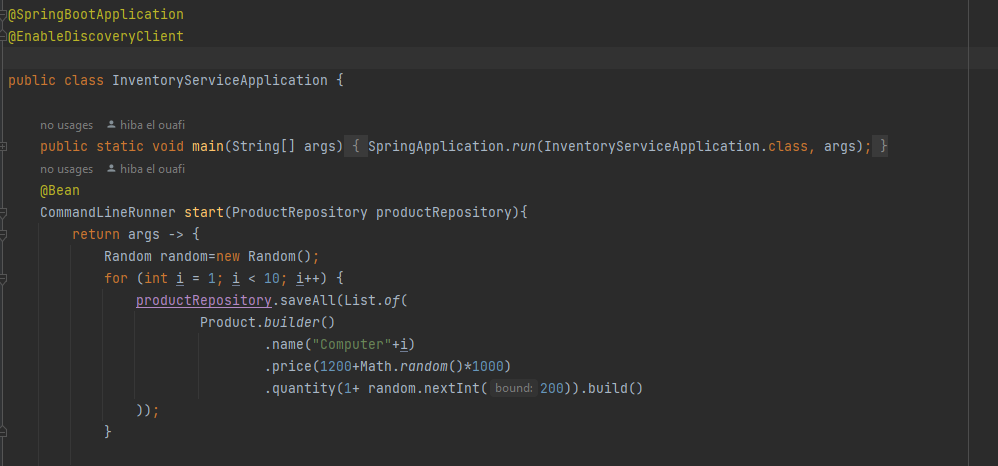 @SpringBootApplication
@EnableDiscoveryClient
public class InventoryServiceApplication {
no usages hiba el ouafi
public static void main(String[] args) { SpringApplication.run(InventoryServiceApplication.class, args); }
no usages hiba el ouafi
@Bean
CommandLineRunner start(ProductRepository productRepository){
return args -> {
Random random=new Random();
for (int i = 1; i < 10; i++) {
productRepository.saveAll(List.of(
Product.builder()
.name("Computer"+i)
.price(1200+Math.random()*1000)
.quantity(1+ random.nextInt( bound: 200)).build()
));
}